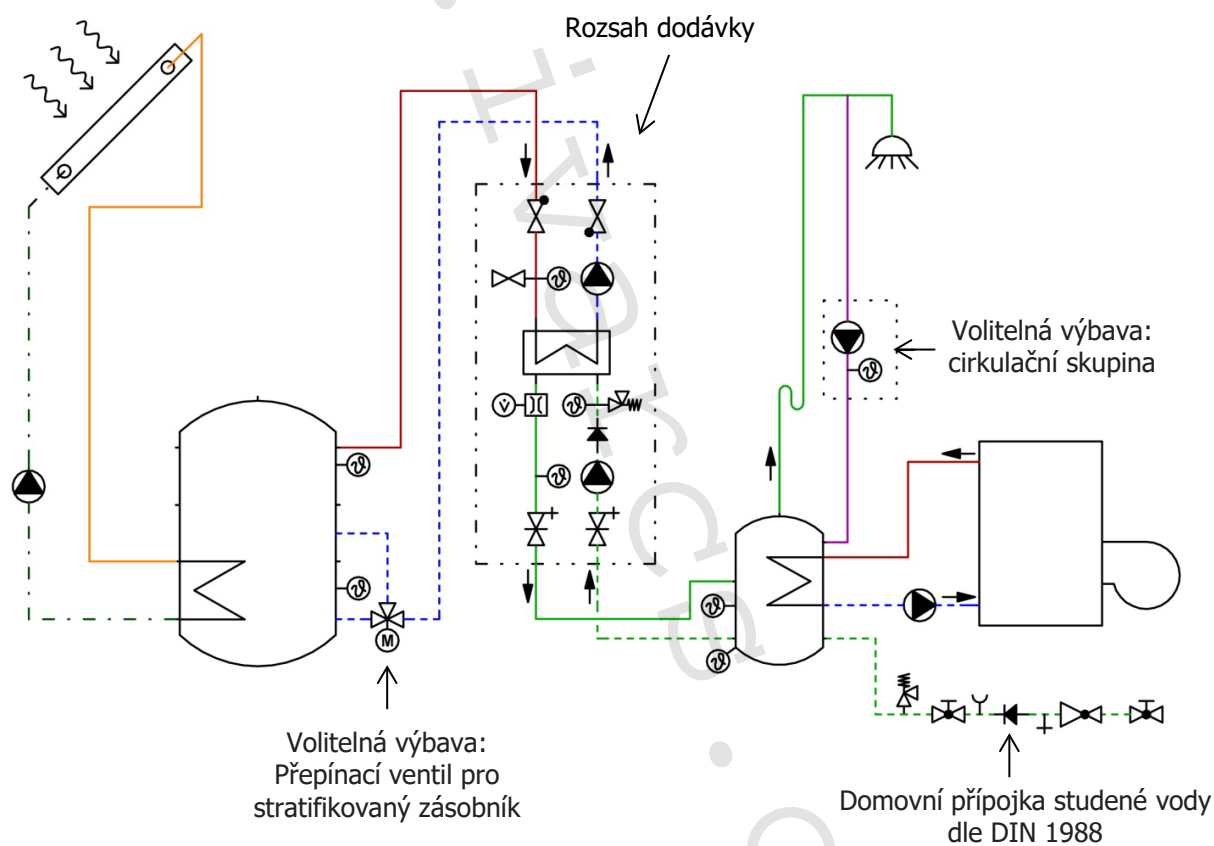 Rozsah dodávky
Volitelná výbava:
cirkulační skupina
ϑ
ϑ
ϑ
V̇
ϑ
ϑ
ϑ
ϑ
ϑ
ϑ
M
Volitelná výbava:
Přepínací ventil pro
stratifikovaný zásobník
Domovní přípojka studené vody
dle DIN 1988